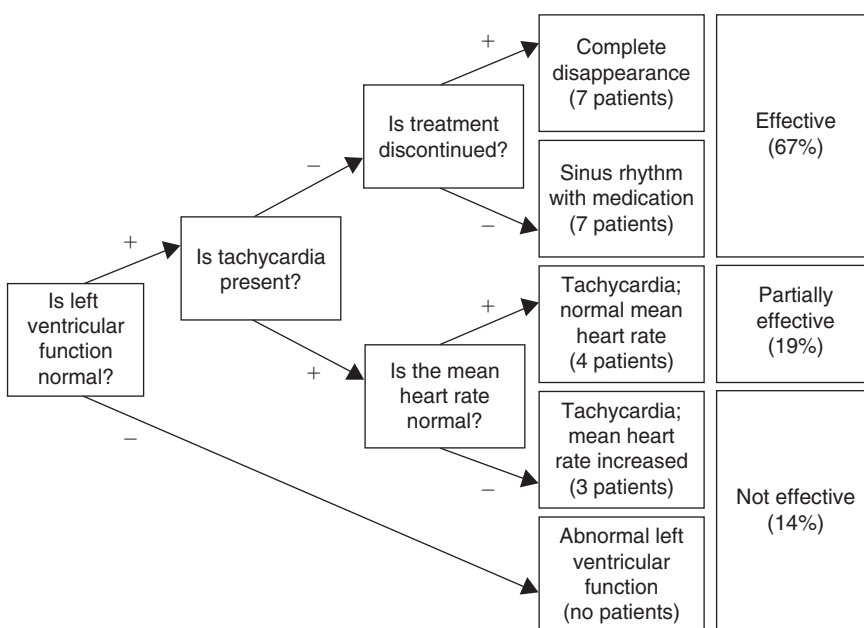 Is left
ventricular
function
normal?
+
−
Is tachycardia
present?
−
+
Is treatment
discontinued?
+
−
Is the mean
heart rate
normal?
+
−
Complete
disappearance
(7 patients)
Sinus rhythm
with medication
(7 patients)
Tachycardia;
normal mean
heart rate
(4 patients)
Tachycardia;
mean heart
rate increased
(3 patients)
Abnormal left
ventricular
function
(no patients)
Effective
(67%)
Partially
effective
(19%)
Not effective
(14%)